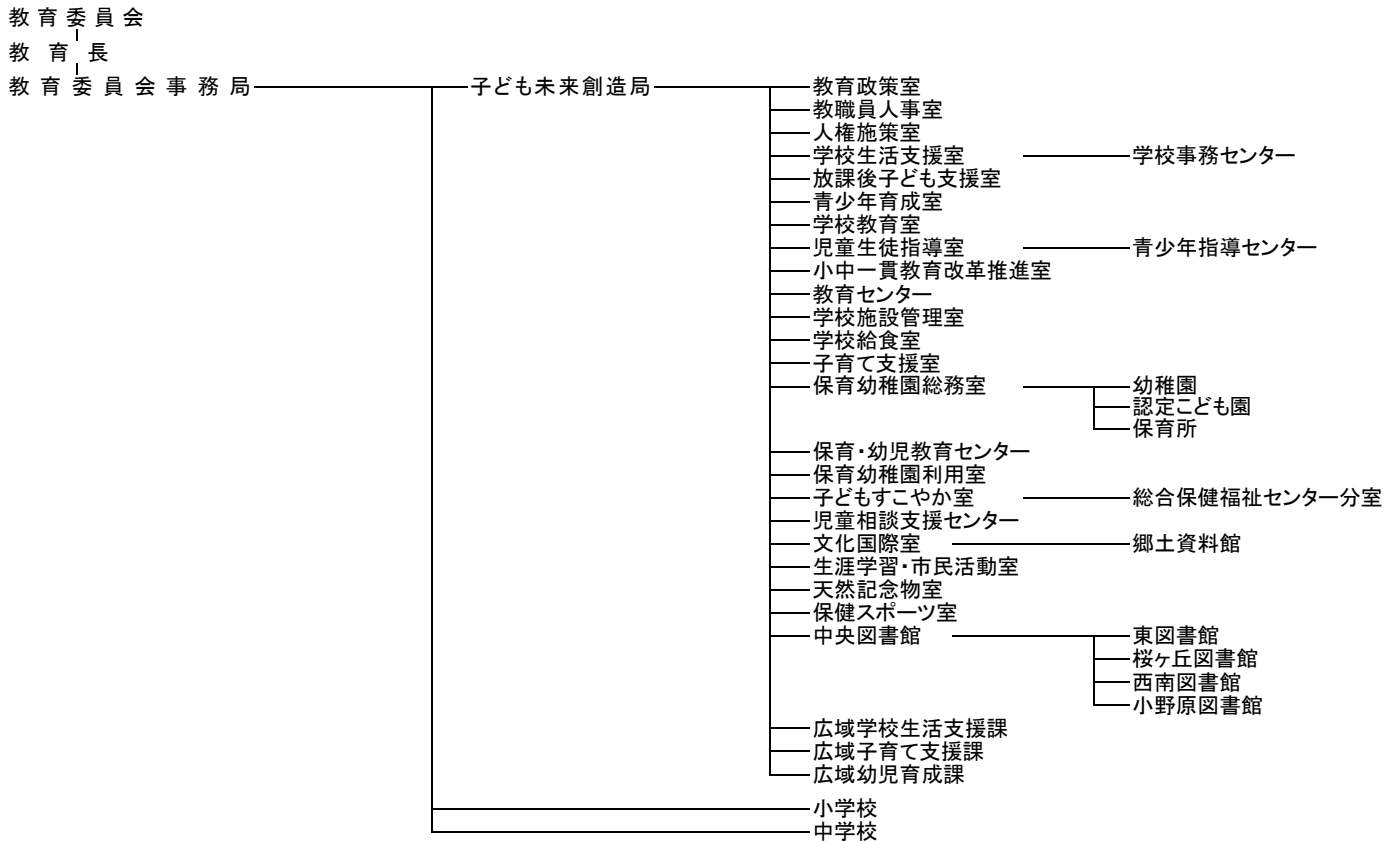 教育委員会
教育長
教育委員会事務局 子ども未来創造局 教育政策室
教職員人事室
人権施策室
学校生活支援室 学校事務センター
放課後子ども支援室
青少年育成室
学校教育室
児童生徒指導室 青少年指導センター
小中一貫教育改革推進室
教育センター
学校施設管理室
学校給食室
子育て支援室
保育幼稚園総務室 幼稚園
認定こども園
保育所
保育・幼児教育センター
保育幼稚園利用室
子どもすこやか室 総合保健福祉センター分室
児童相談支援センター
文化国際室 郷土資料館
生涯学習・市民活動室
天然記念物室
保健スポーツ室
中央図書館 東図書館
桜ヶ丘図書館
西南図書館
小野原図書館
広域学校生活支援課
広域子育て支援課
広域幼児育成課
小学校
中学校